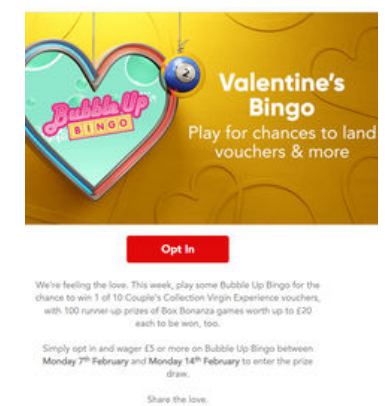 2
Bubble Up
BINGO
Valentine's
Bingo
Play for chances to land
vouchers & more
Opt In
We're feeling the love. This week, play some Bubble Up Bingo for the
chance to win 1 of 10 Couple's Collection Virgin Experience vouchers,
with 100 runner-up prizes of Box Bonanza games worth up to £20
each to be won, too.
Simply opt in and wager £5 or more on Bubble Up Bingo between
Monday 7th February and Monday 14th February to enter the prize
draw.
Share the love.